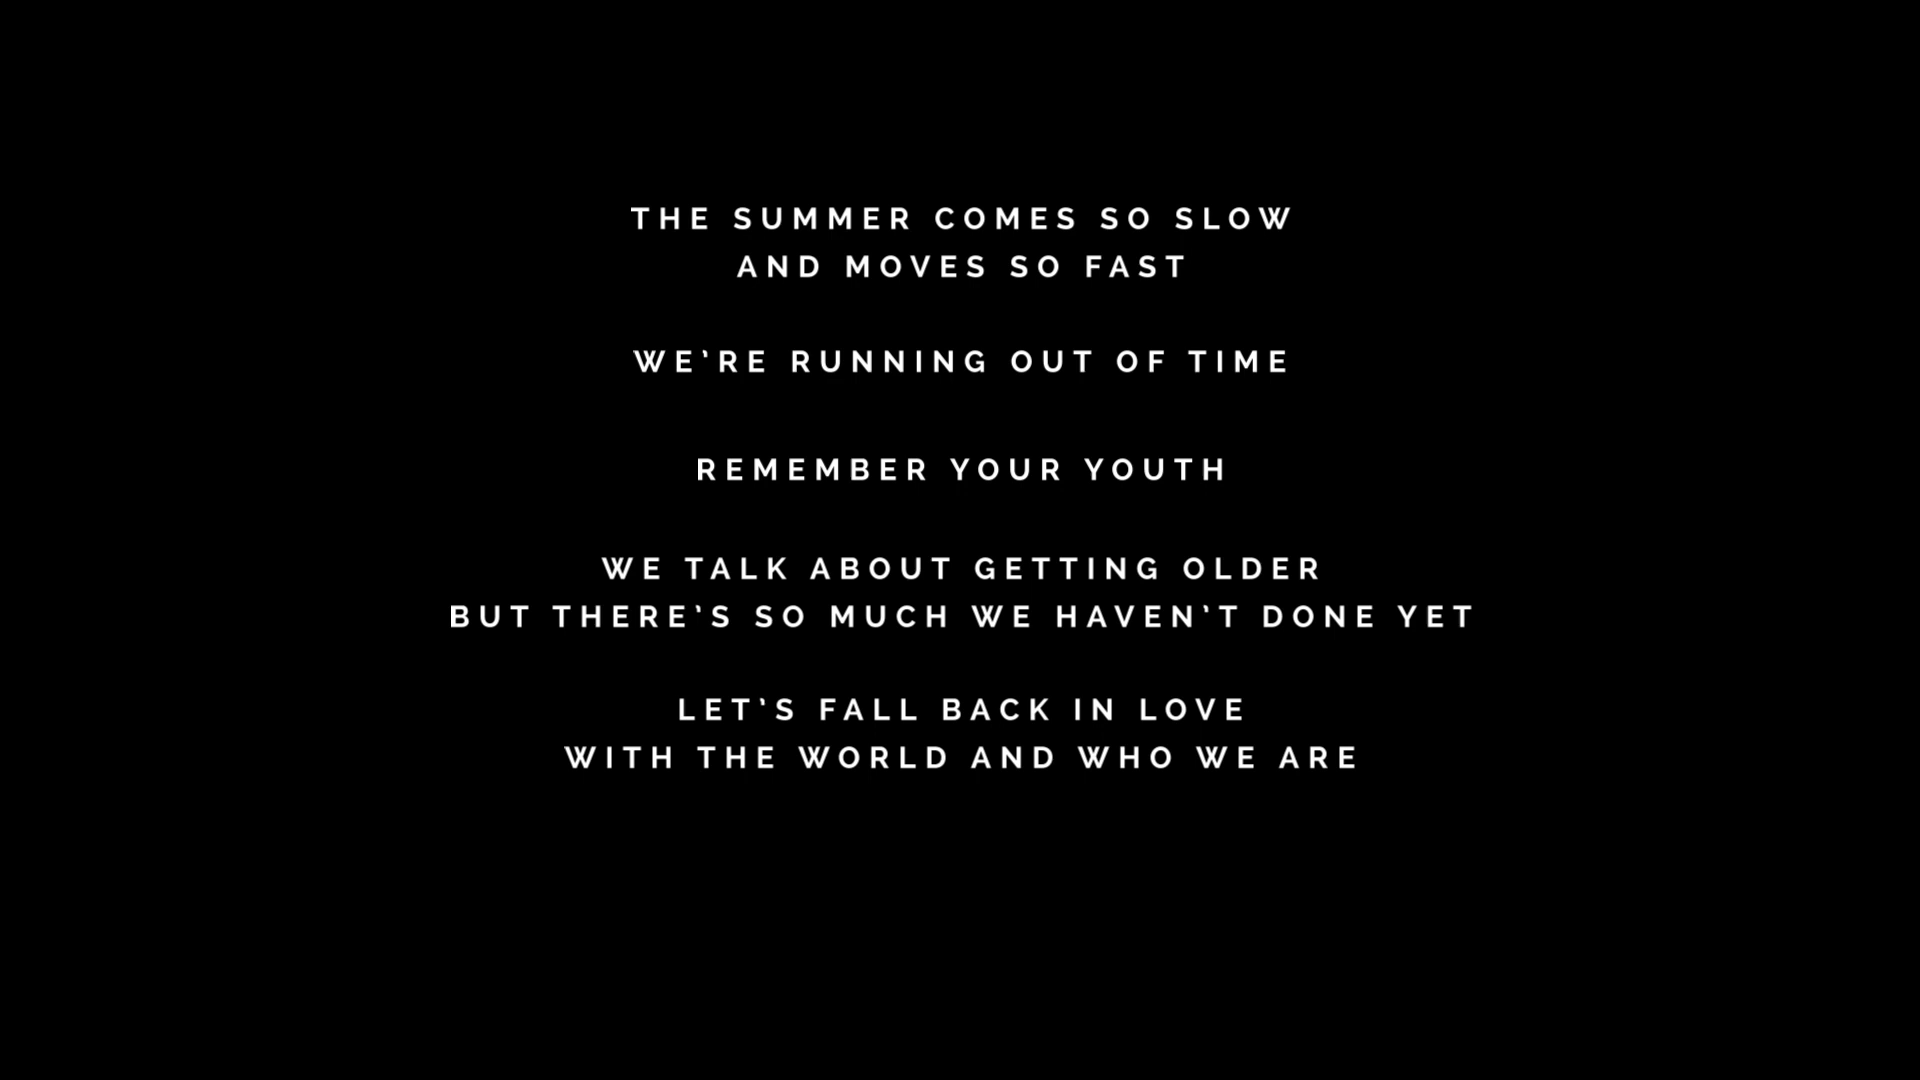 THE SUMMER COMES SO SLOW
AND MOVES SO FAST
WE’RE RUNNING OUT OF TIME
REMEMBER YOUR YOUTH
WE TALK ABOUT GETTING OLDER
BUT THERE’S SO MUCH WE HAVEN’T DONE YET
LET’S FALL BACK IN LOVE
WITH THE WORLD AND WHO WE ARE